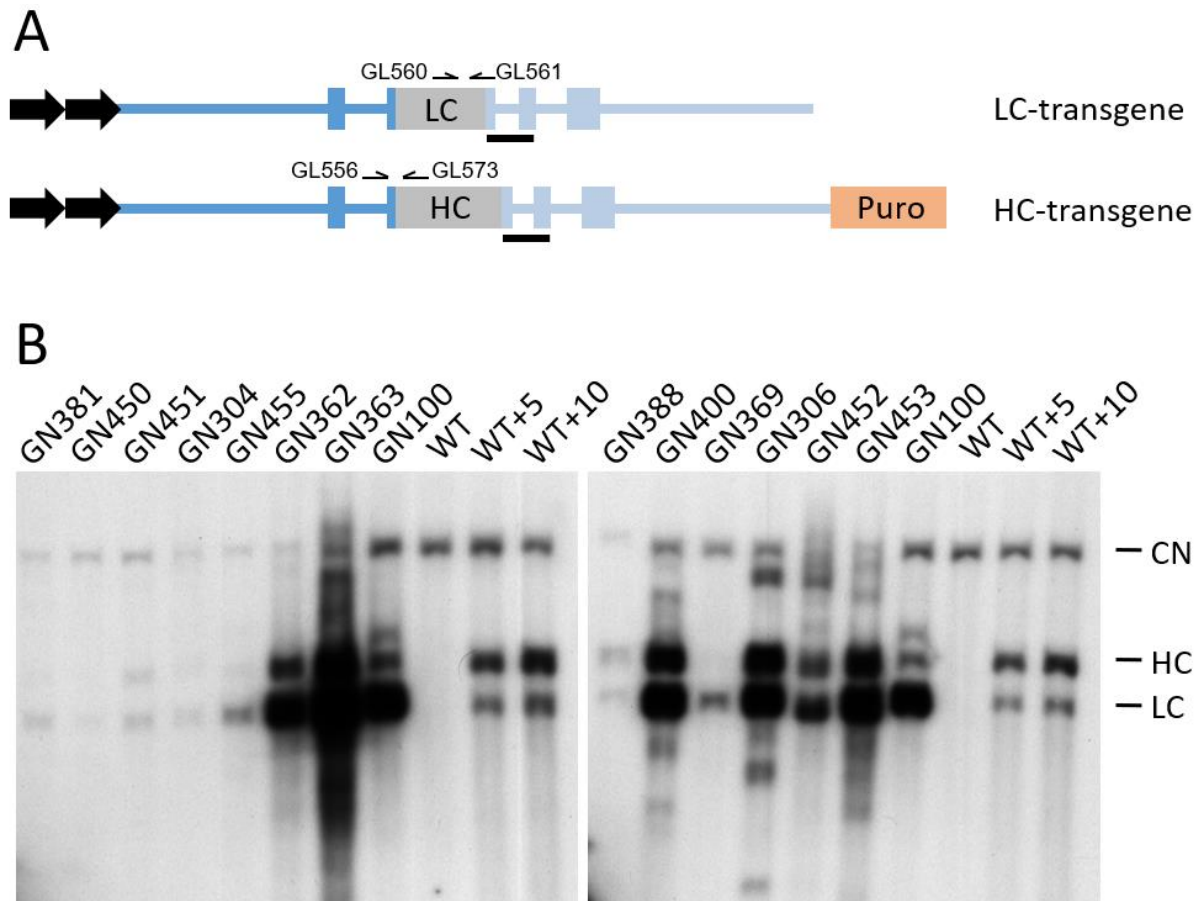 A
GL560 GL561
LC LC-transgene
GL556 GL573
HC Puro HC-transgene
B
GN381 GN450 GN451 GN304 GN455 GN362 GN363 GN100 WT WT+5 WT+10 GN388 GN400 GN369 GN306 GN452 GN453 GN100 WT WT+5 WT+10
CN
HC
LC